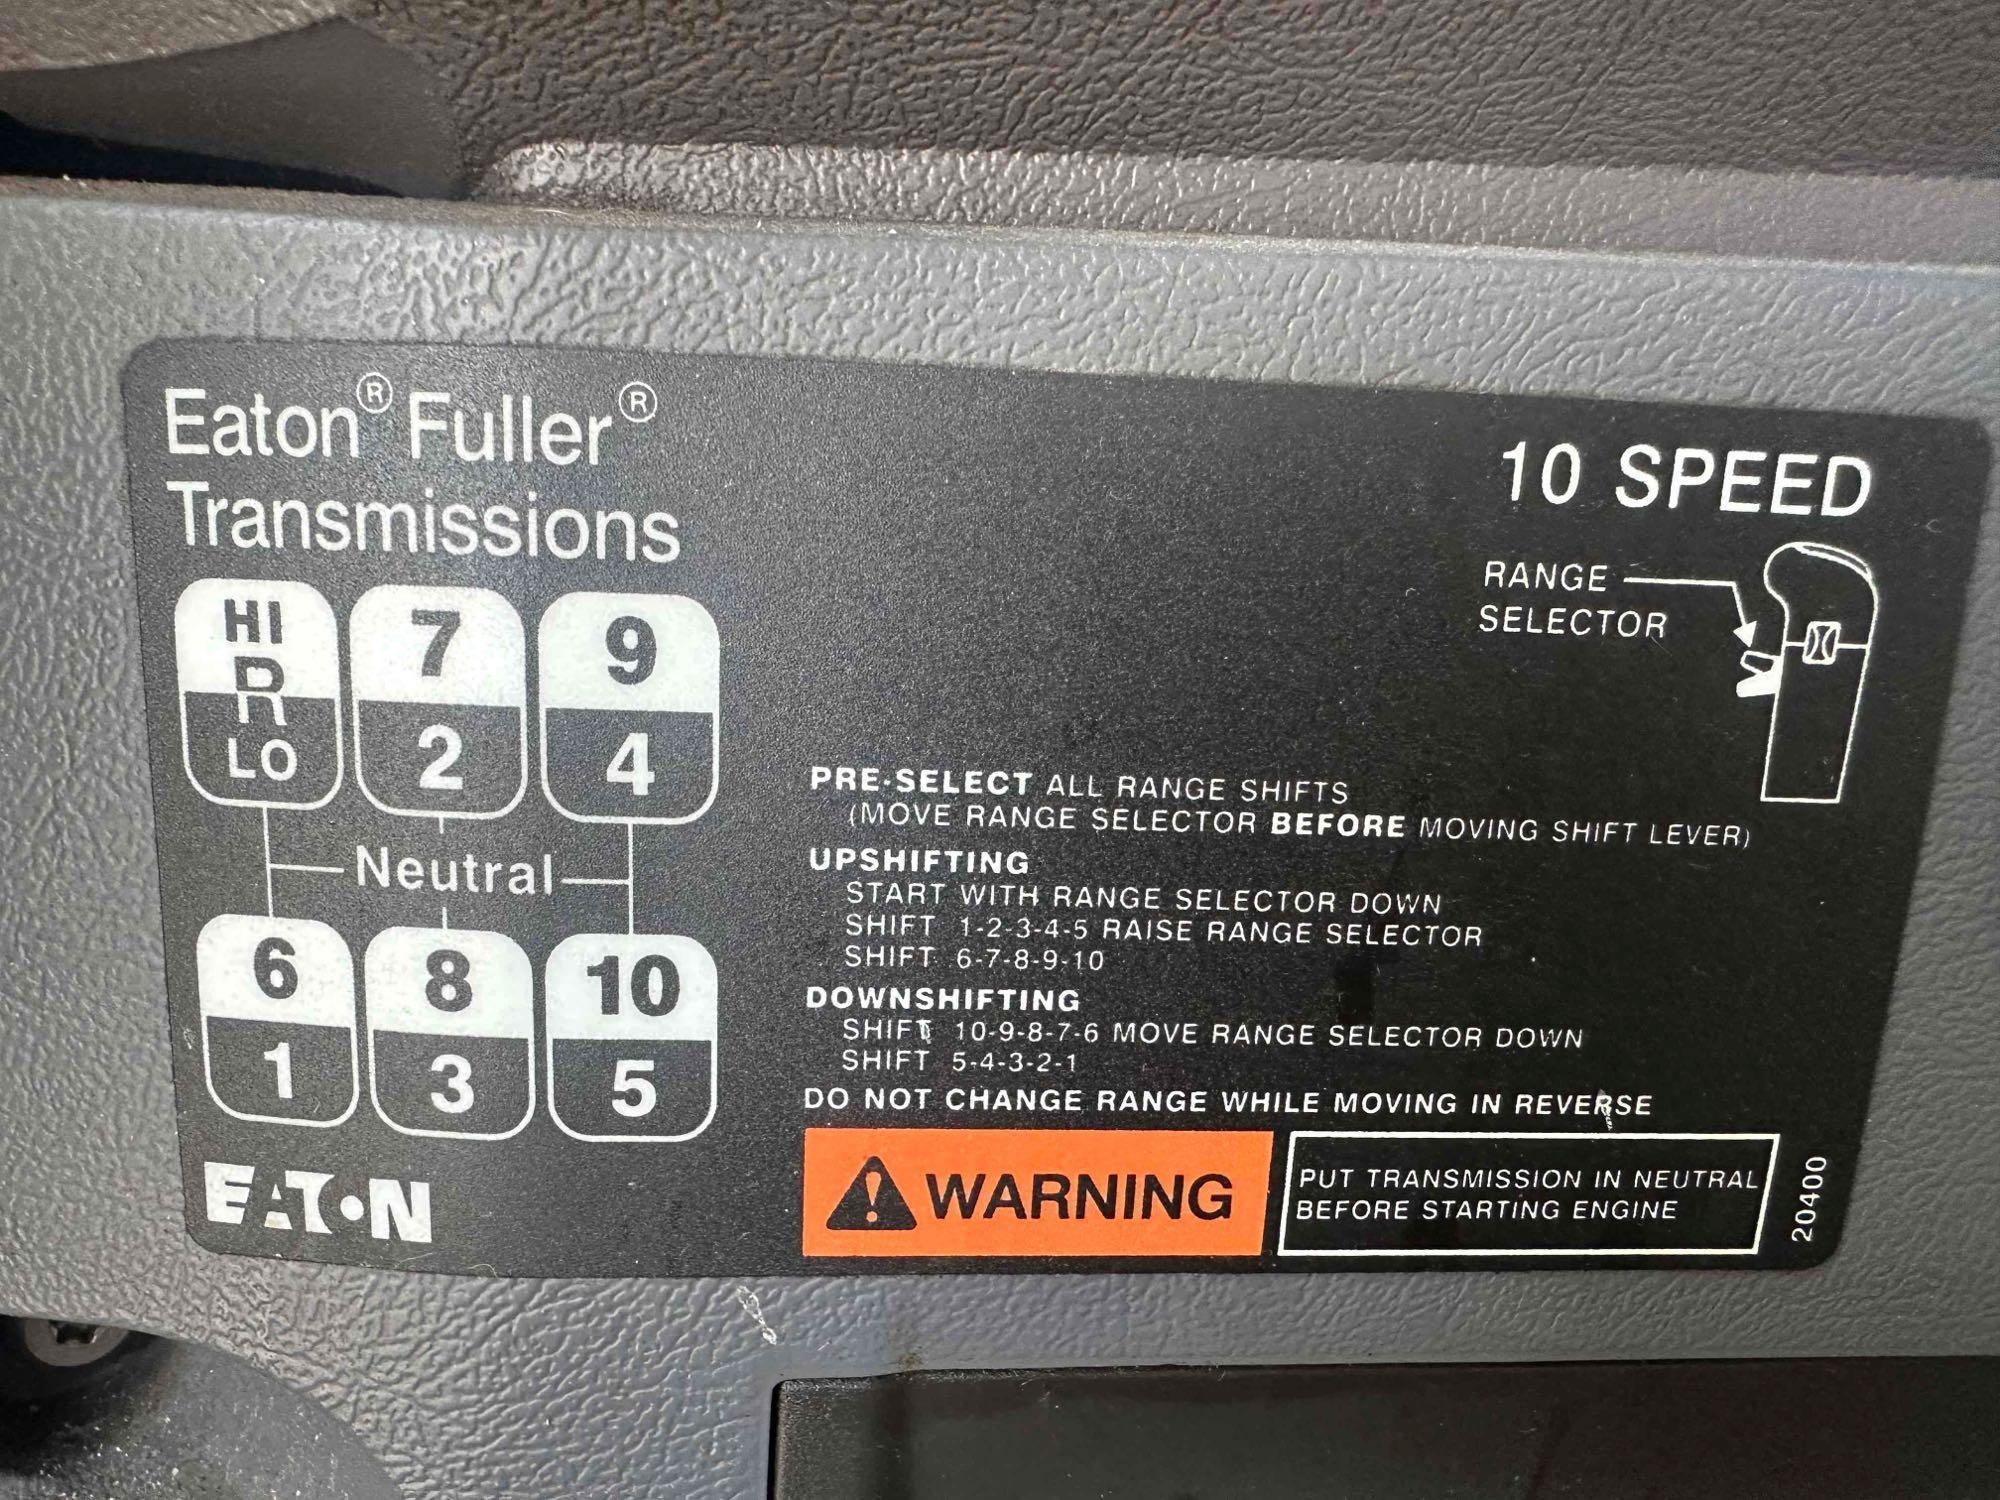 Eaton® Fuller®
Transmissions
10 SPEED
RANGE
SELECTOR
HI
R
LO
7
2
9
4
Neutral
6
1
8
3
10
5
EATON
PRE-SELECT ALL RANGE SHIFTS
(MOVE RANGE SELECTOR BEFORE MOVING SHIFT LEVER)
UPSHIFTING
START WITH RANGE SELECTOR DOWN
SHIFT 1-2-3-4-5 RAISE RANGE SELECTOR
SHIFT 6-7-8-9-10
DOWNSHIFTING
SHIFT 10-9-8-7-6 MOVE RANGE SELECTOR DOWN
SHIFT 5-4-3-2-1
DO NOT CHANGE RANGE WHILE MOVING IN REVERSE
WARNING
PUT TRANSMISSION IN NEUTRAL
BEFORE STARTING ENGINE
20400